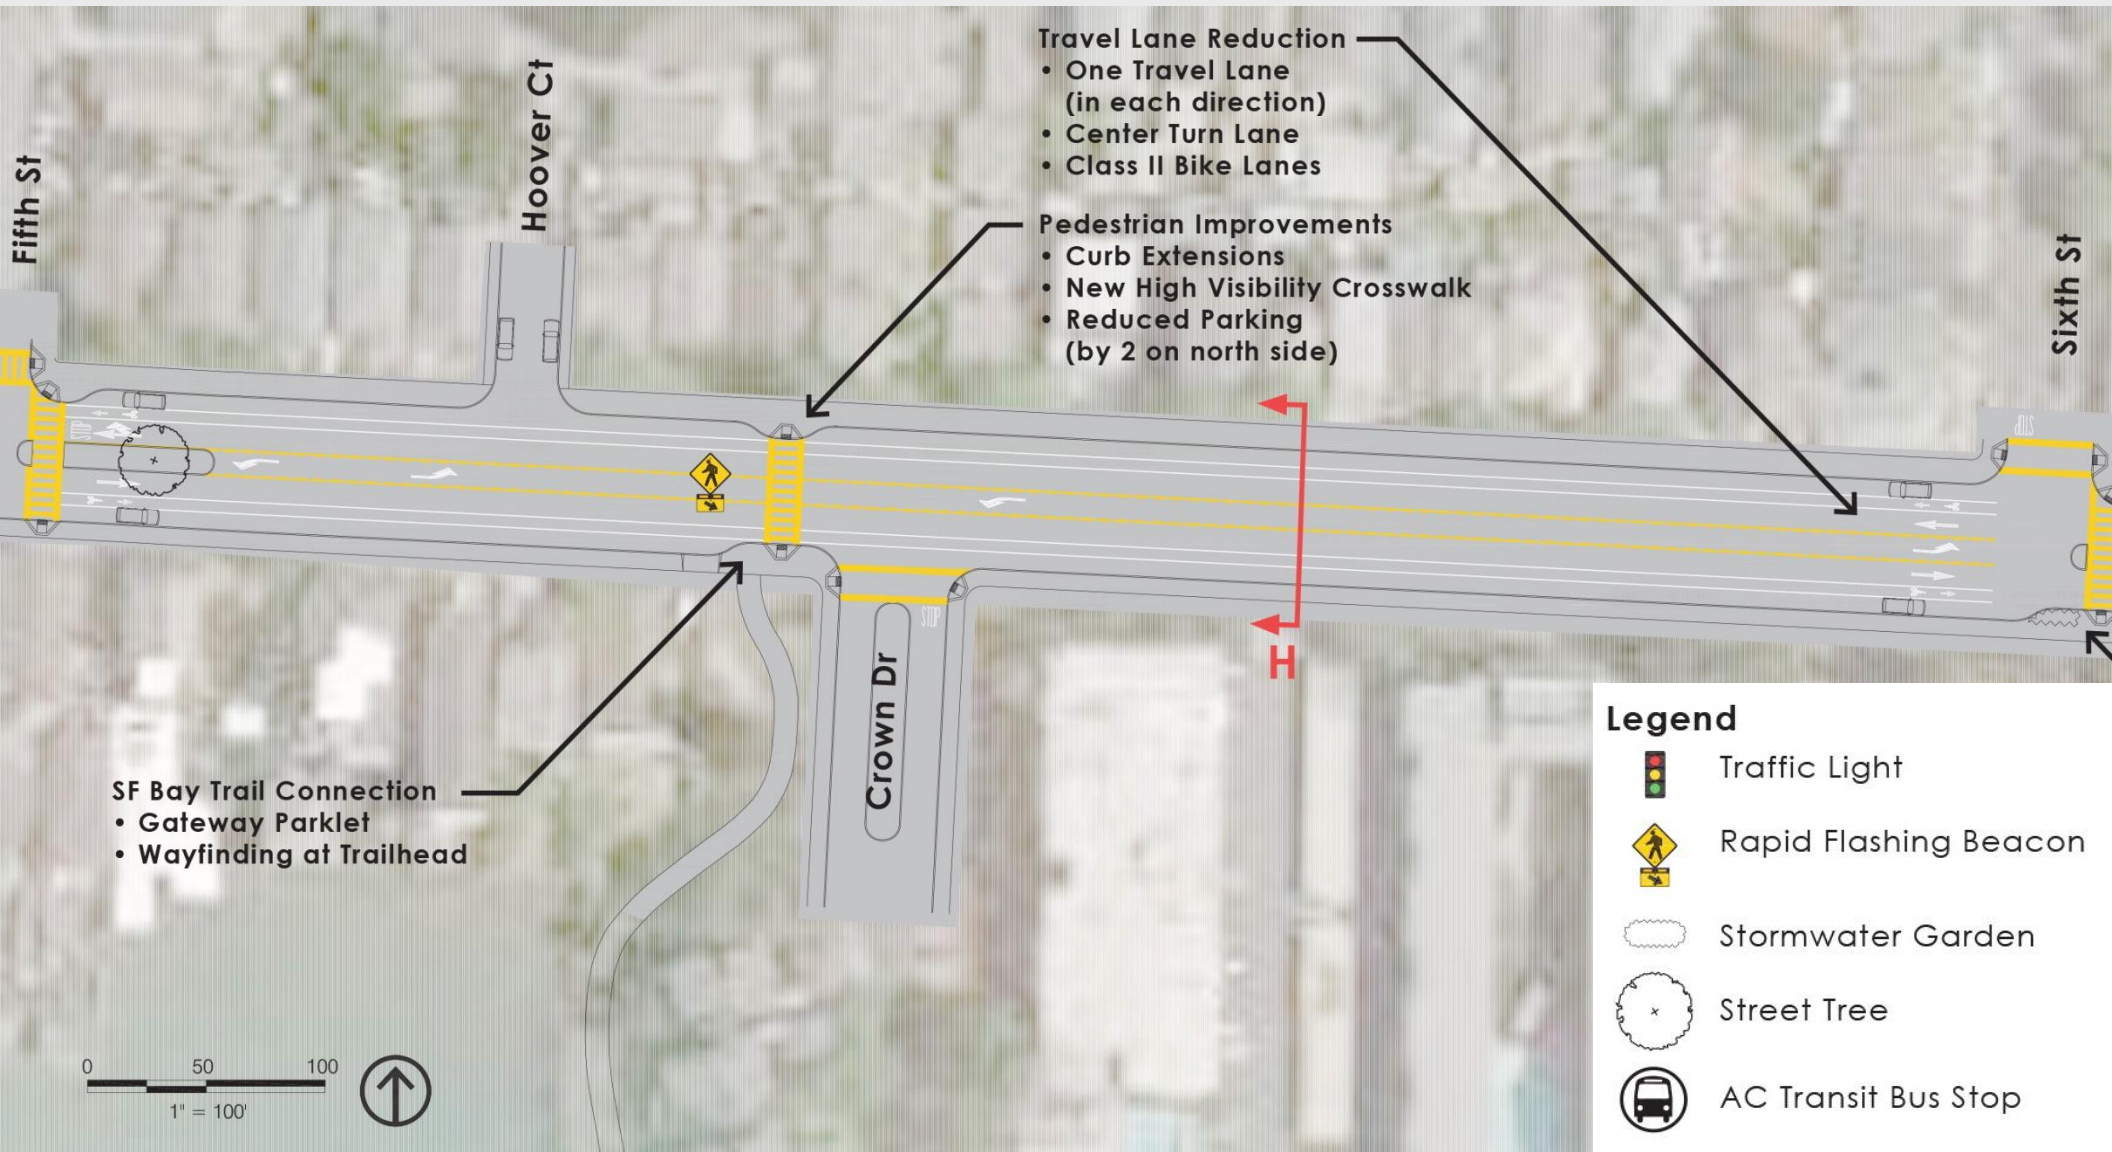 Travel Lane Reduction
• One Travel Lane
(in each direction)
• Center Turn Lane
• Class II Bike Lanes
Pedestrian Improvements
• Curb Extensions
• New High Visibility Crosswalk
• Reduced Parking
(by 2 on north side)
Fifth St
Hoover Ct
Sixth St
STOP
STOP
STOP
H
Crown Dr
SF Bay Trail Connection
• Gateway Parklet
• Wayfinding at Trailhead
0 50 100
1" = 100'
Legend
Traffic Light
Rapid Flashing Beacon
Stormwater Garden
Street Tree
AC Transit Bus Stop